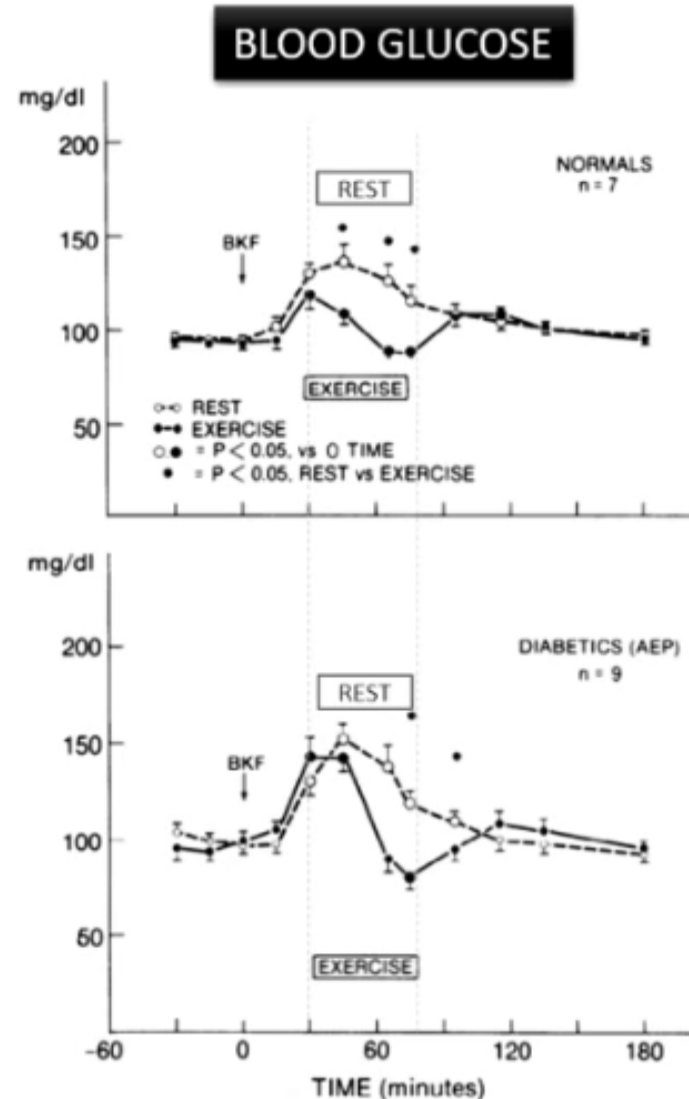 BLOOD GLUCOSE
mg/dl
200
150
100
50
NORMALS
n = 7
REST
BKF
EXERCISE
REST
EXERCISE
= P < 0.05, vs O TIME
= P < 0.05, REST vs EXERCISE
mg/dl
200
150
100
50
DIABETICS (AEP)
n = 9
REST
BKF
EXERCISE
-60
0
60
120
180
TIME (minutes)